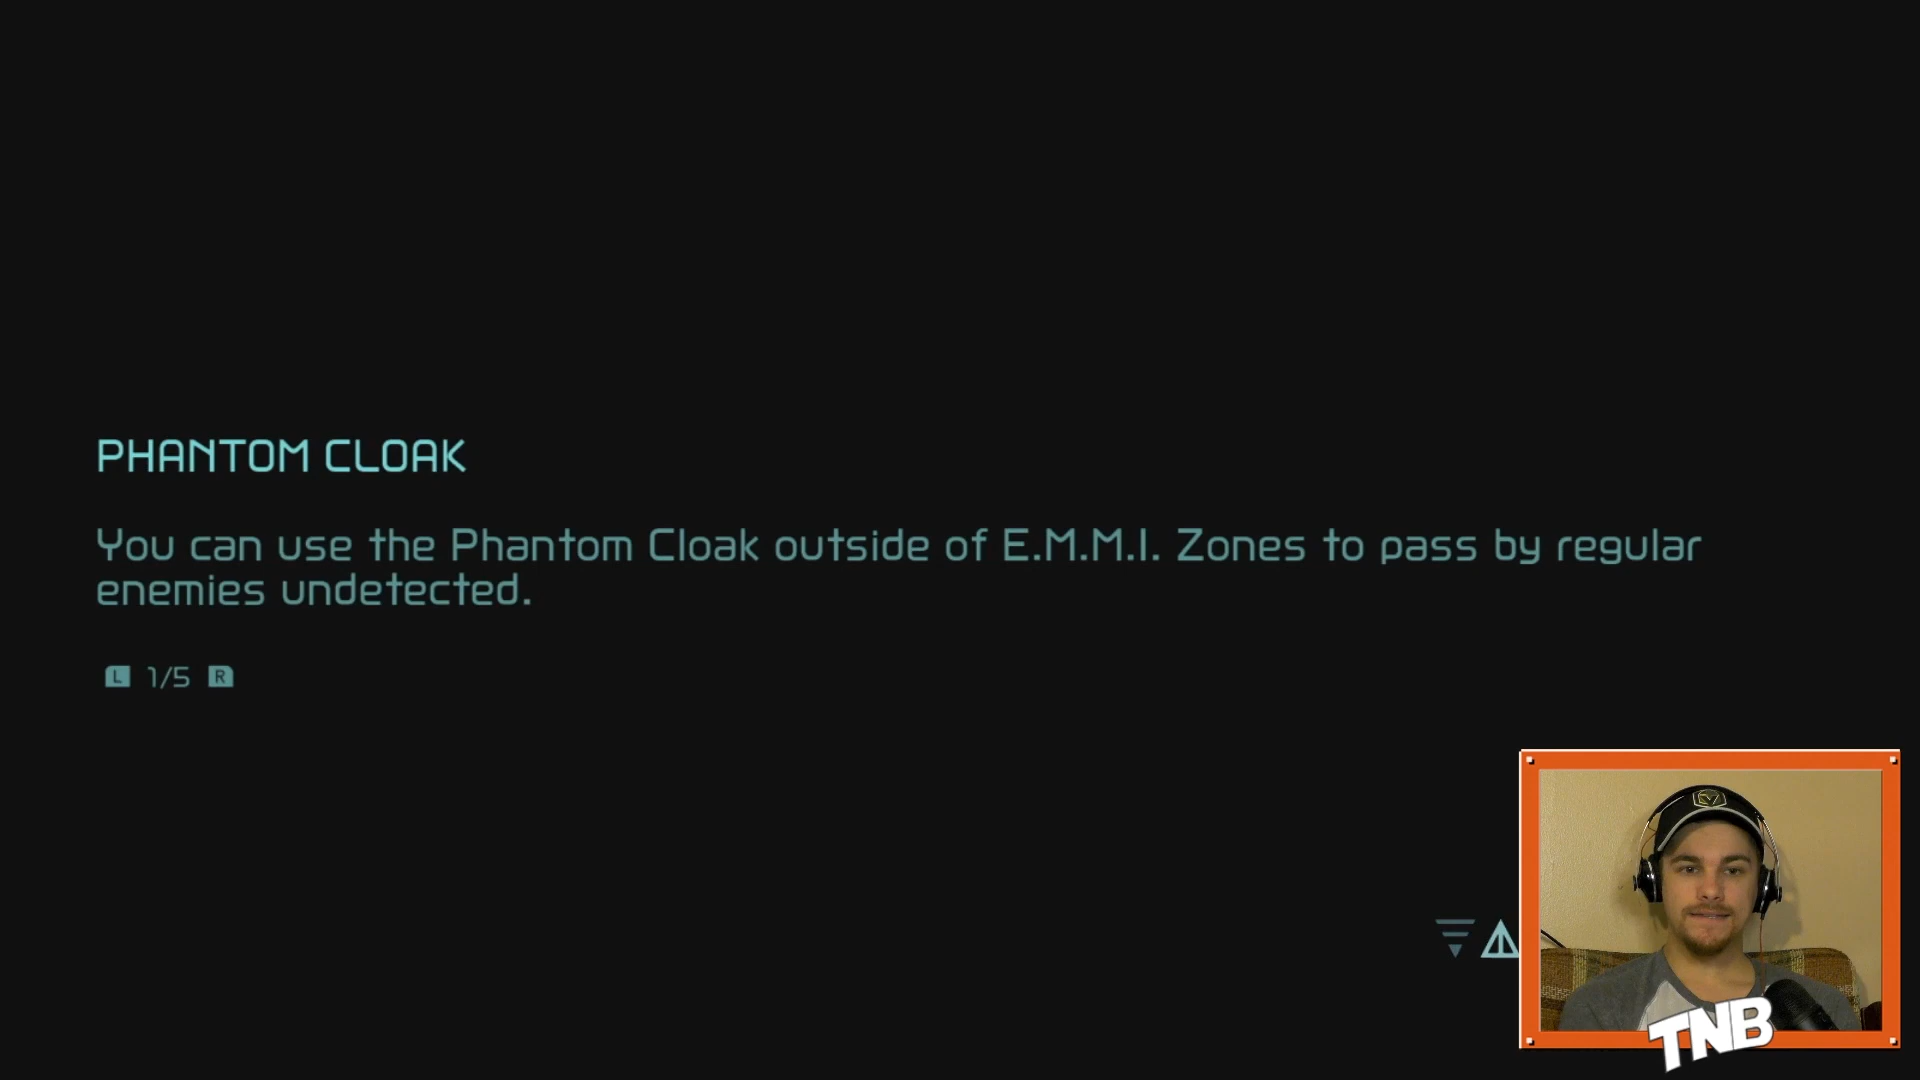 PHANTOM CLOAK
You can use the Phantom Cloak outside of E.M.M.I. Zones to pass by regular
enemies undetected.
L 1/5 R
TNB